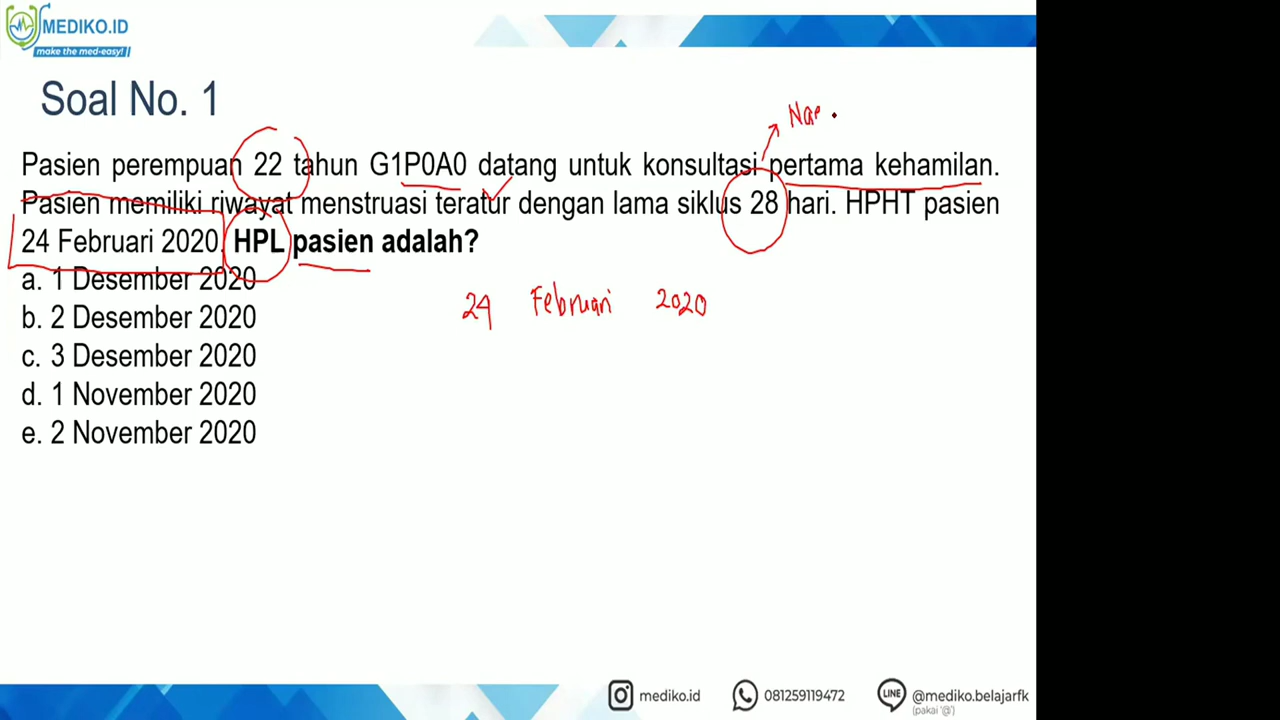 MEDIKO.ID
make the med-easy!
Soal No. 1
Nae
Pasien perempuan 22 tahun G1P0A0 datang untuk konsultasi pertama kehamilan.
Pasien memiliki riwayat menstruasi teratur dengan lama siklus 28 hari. HPHT pasien
24 Februari 2020. HPL pasien adalah?
a. 1 Desember 2020
b. 2 Desember 2020
c. 3 Desember 2020
d. 1 November 2020
e. 2 November 2020
24 Februari 2020
mediko.id
081259119472
LINE
@mediko.belajarfk
(pakai '@')